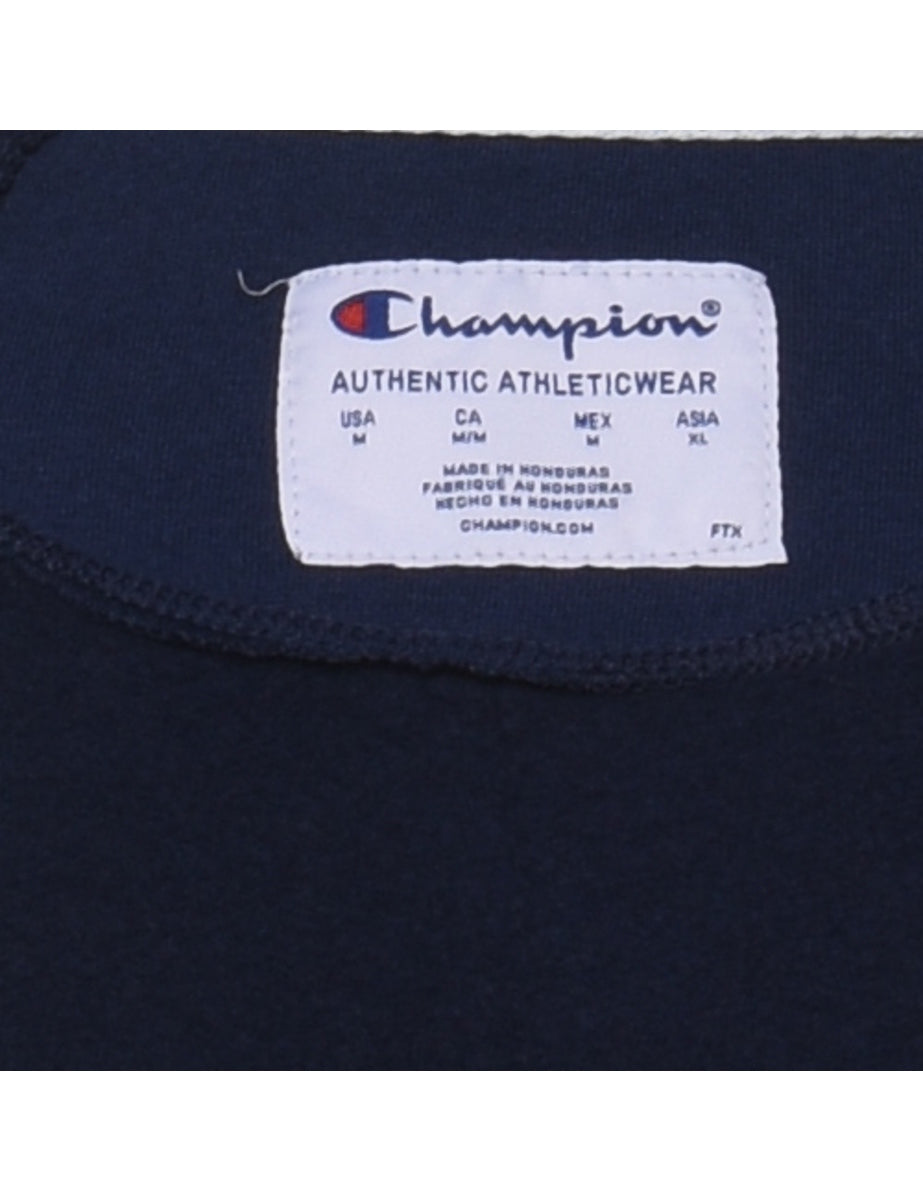 Champion®
AUTHENTIC ATHLETICWEAR
USA CA MEX ASIA
M M/M M XL
MADE IN HONDURAS
FABRIQUÉ AU HONDURAS
HECHO EN HONDURAS
CHAMPION.COM
FTX